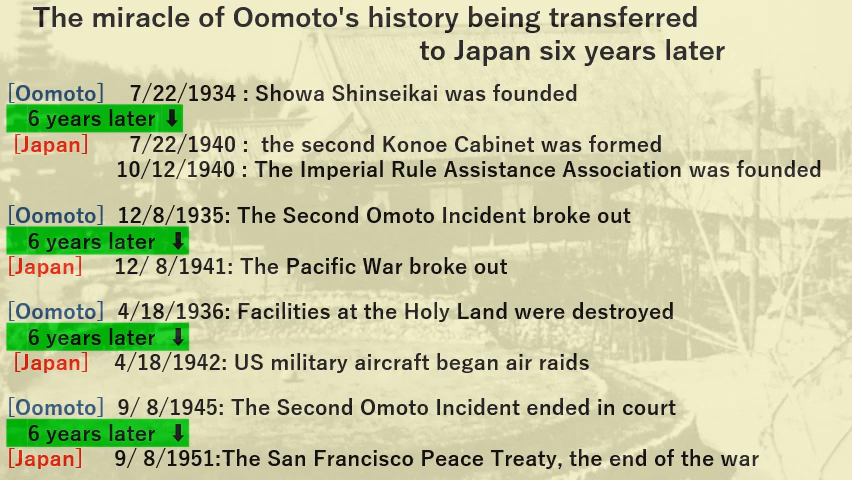 The miracle of Oomoto's history being transferred
to Japan six years later
[Oomoto] 7/22/1934 : Showa Shinseikai was founded
6 years later ⬇
[Japan] 7/22/1940 : the second Konoe Cabinet was formed
10/12/1940 : The Imperial Rule Assistance Association was founded
[Oomoto] 12/8/1935: The Second Omoto Incident broke out
6 years later ⬇
[Japan] 12/ 8/1941: The Pacific War broke out
[Oomoto] 4/18/1936: Facilities at the Holy Land were destroyed
6 years later ⬇
[Japan] 4/18/1942: US military aircraft began air raids
[Oomoto] 9/ 8/1945: The Second Omoto Incident ended in court
6 years later ⬇
[Japan] 9/ 8/1951:The San Francisco Peace Treaty, the end of the war